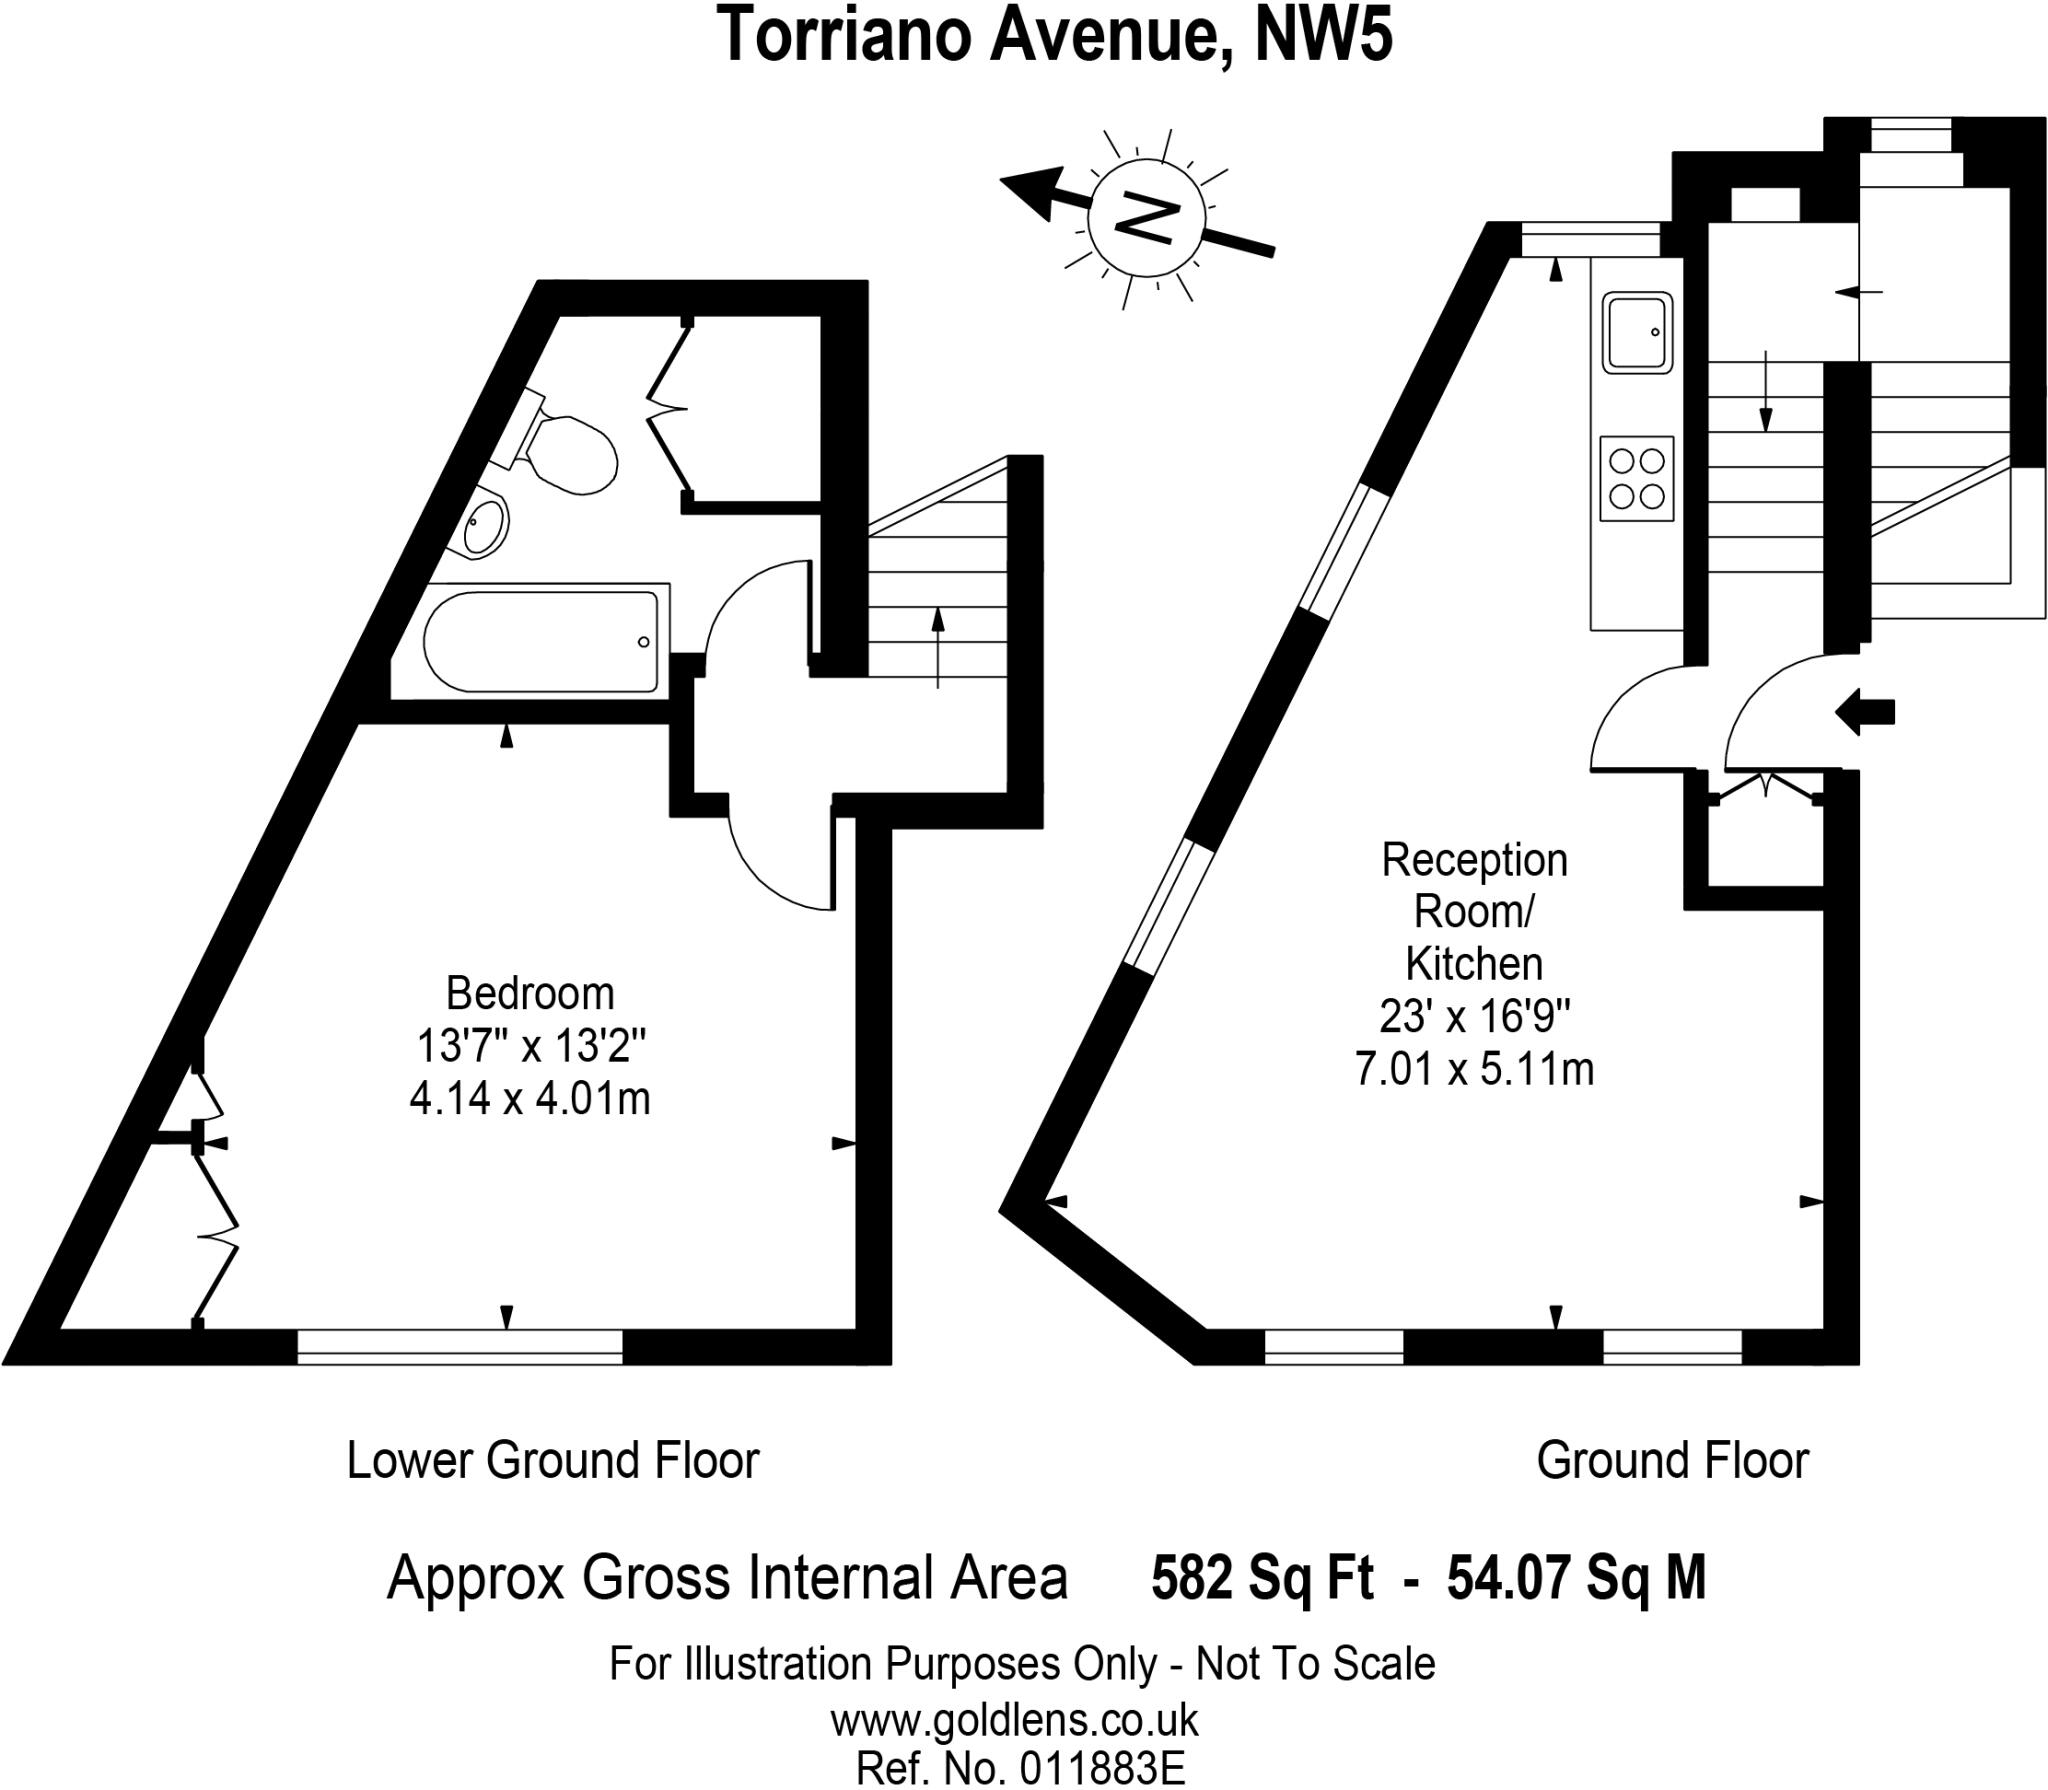 Torriano Avenue, NW5
N
Bedroom
13'7" x 13'2"
4.14 x 4.01m
Reception
Room/
Kitchen
23' x 16'9"
7.01 x 5.11m
Lower Ground Floor
Ground Floor
Approx Gross Internal Area 582 Sq Ft - 54.07 Sq M
For Illustration Purposes Only - Not To Scale
www.goldlens.co.uk
Ref. No. 011883E